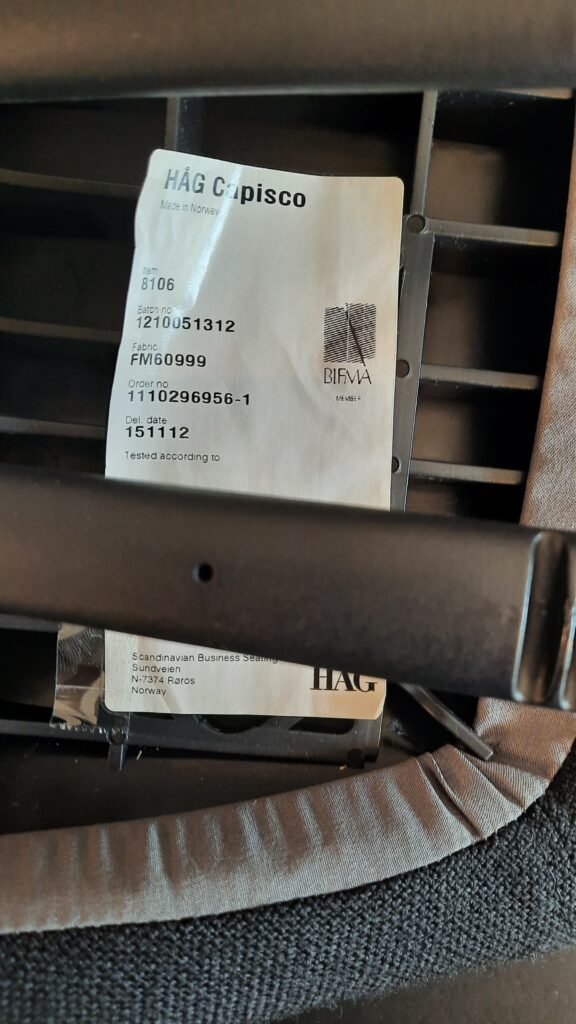 HÅG Capisco
Made in Norway
Item
8106
Batch no
1210051312
Fabric
FM60999
Order no
1110296956-1
Del. date
151112
Tested according to
BIFMA
MEMBER
Scandinavian Business Seating
Sundveien
N-7374 Røros
Norway
HÅG